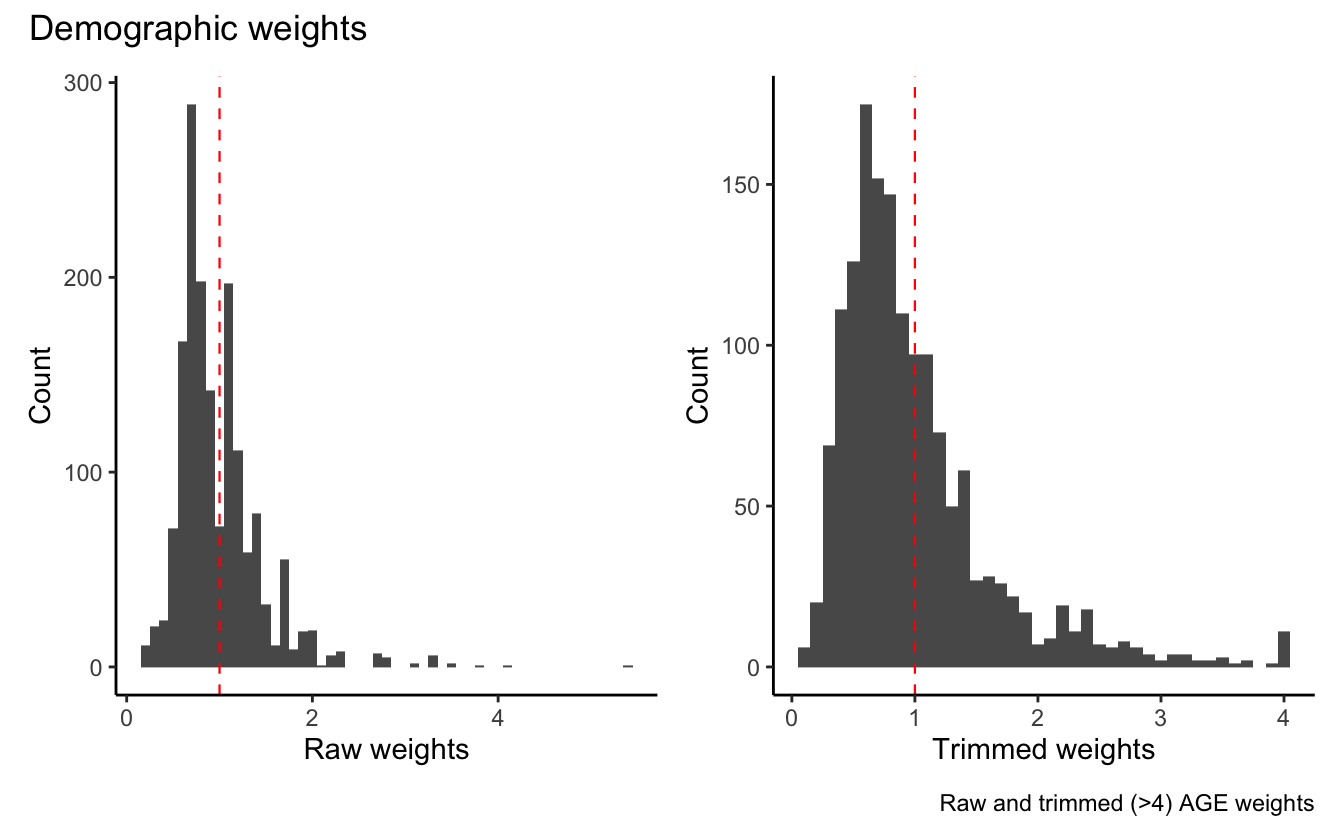 Demographic weights
300
200
100
0
Count
0 2 4
Raw weights
150
100
50
0
Count
0 1 2 3 4
Trimmed weights
Raw and trimmed (>4) AGE weights